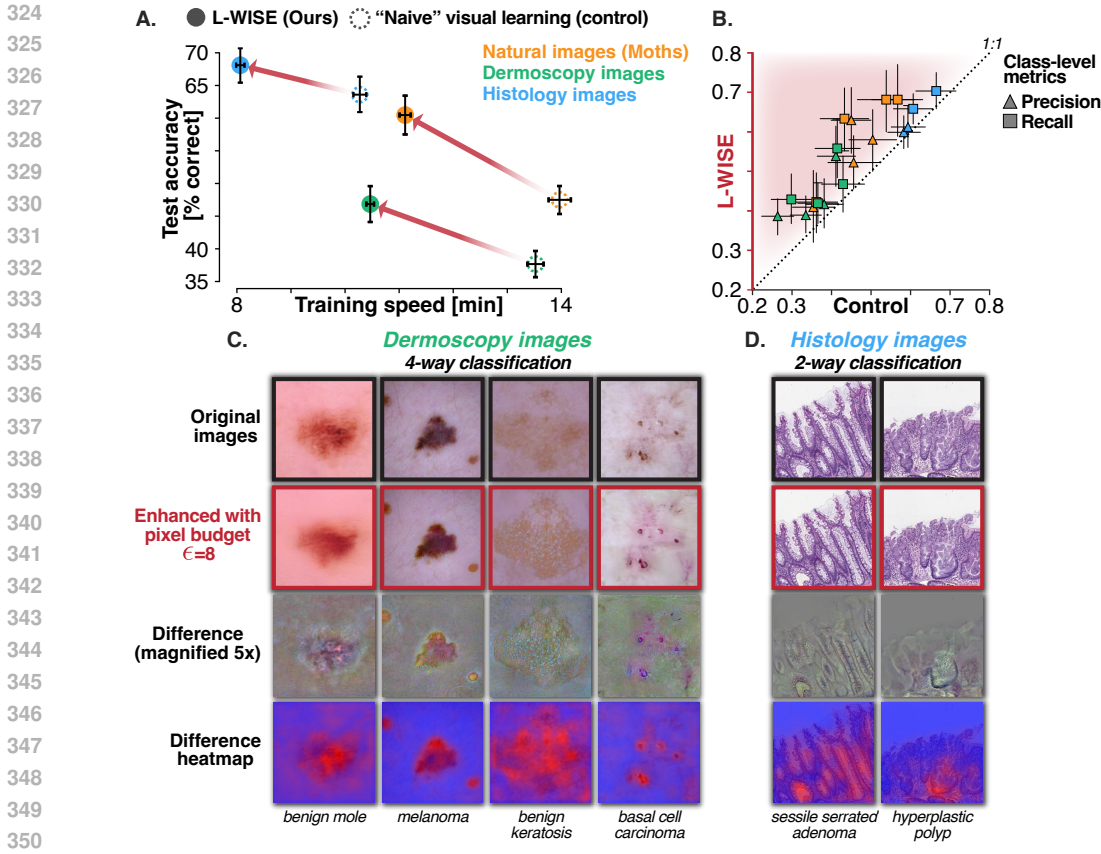 324
325
326
327
328
329
330
331
332
333
334
335
336
337
338
339
340
341
342
343
344
345
346
347
348
349
350
A.
L-WISE (Ours)
“Naive” visual learning (control)
Natural images (Moths)
Dermoscopy images
Histology images
Test accuracy
[% correct]
70
65
40
35
8
Training speed [min]
14
B.
1:1
Class-level
metrics
Precision
Recall
L-WISE
0.8
0.7
0.3
0.2
0.2
0.3
Control
0.7
0.8
C.
Dermoscopy images
4-way classification
D.
Histology images
2-way classification
Original
images
Enhanced with
pixel budget
ϵ=8
Difference
(magnified 5x)
Difference
heatmap
benign mole
melanoma
benign
keratosis
basal cell
carcinoma
sessile serrated
adenoma
hyperplastic
polyp